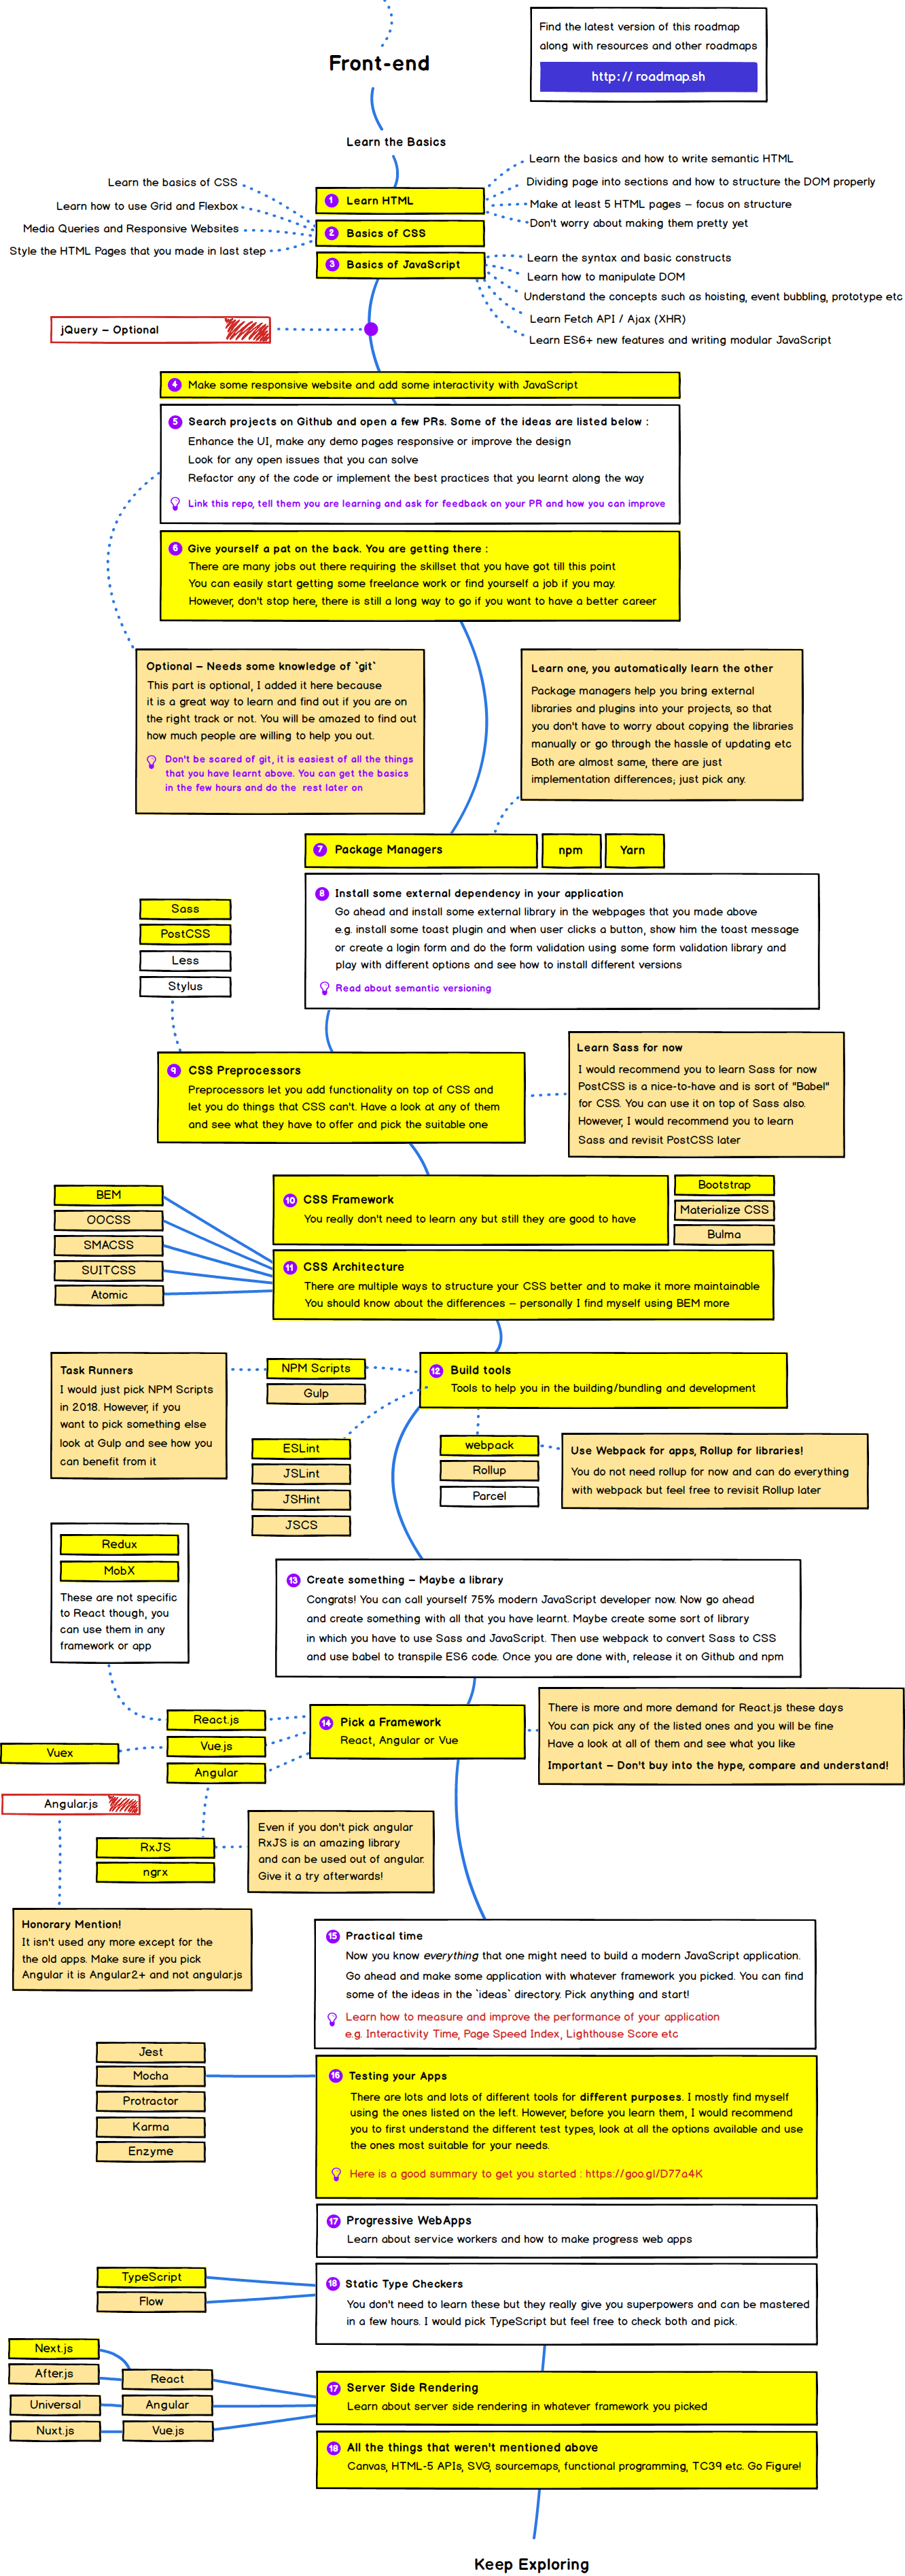 Find the latest version of this roadmap
along with resources and other roadmaps
http:// roadmap.sh
Front-end
Learn the Basics
1 Learn HTML
Learn the basics and how to write semantic HTML
Dividing page into sections and how to structure the DOM properly
Make at least 5 HTML pages – focus on structure
Don't worry about making them pretty yet
Learn the basics of CSS
Learn how to use Grid and Flexbox
Media Queries and Responsive Websites
Style the HTML Pages that you made in last step
2 Basics of CSS
3 Basics of JavaScript
Learn the syntax and basic constructs
Learn how to manipulate DOM
Understand the concepts such as hoisting, event bubbling, prototype etc
Learn Fetch API / Ajax (XHR)
Learn ES6+ new features and writing modular JavaScript
jQuery – Optional
4 Make some responsive website and add some interactivity with JavaScript
5 Search projects on Github and open a few PRs. Some of the ideas are listed below :
Enhance the UI, make any demo pages responsive or improve the design
Look for any open issues that you can solve
Refactor any of the code or implement the best practices that you learnt along the way
Link this repo, tell them you are learning and ask for feedback on your PR and how you can improve
6 Give yourself a pat on the back. You are getting there :
There are many jobs out there requiring the skillset that you have got till this point
You can easily start getting some freelance work or find yourself a job if you may.
However, don't stop here, there is still a long way to go if you want to have a better career
Optional – Needs some knowledge of `git`
This part is optional, I added it here because
it is a great way to learn and find out if you are on
the right track or not. You will be amazed to find out
how much people are willing to help you out.
Don't be scared of git, it is easiest of all the things
that you have learnt above. You can get the basics
in the few hours and do the rest later on
Learn one, you automatically learn the other
Package managers help you bring external
libraries and plugins into your projects, so that
you don't have to worry about copying the libraries
manually or go through the hassle of updating etc
Both are almost same, there are just
implementation differences; just pick any.
7 Package Managers
npm
Yarn
8 Install some external dependency in your application
Go ahead and install some external library in the webpages that you made above
e.g. install some toast plugin and when user clicks a button, show him the toast message
or create a login form and do the form validation using some form validation library and
play with different options and see how to install different versions
Read about semantic versioning
Sass
PostCSS
Less
Stylus
9 CSS Preprocessors
Preprocessors let you add functionality on top of CSS and
let you do things that CSS can't. Have a look at any of them
and see what they have to offer and pick the suitable one
Learn Sass for now
I would recommend you to learn Sass for now
PostCSS is a nice-to-have and is sort of "Babel"
for CSS. You can use it on top of Sass also.
However, I would recommend you to learn
Sass and revisit PostCSS later
10 CSS Framework
You really don't need to learn any but still they are good to have
Bootstrap
Materialize CSS
Bulma
BEM
OOCSS
SMACSS
SUITCSS
Atomic
11 CSS Architecture
There are multiple ways to structure your CSS better and to make it more maintainable
You should know about the differences – personally I find myself using BEM more
Task Runners
I would just pick NPM Scripts
in 2018. However, if you
want to pick something else
look at Gulp and see how you
can benefit from it
NPM Scripts
Gulp
12 Build tools
Tools to help you in the building/bundling and development
ESLint
JSLint
JSHint
JSCS
webpack
Rollup
Parcel
Use Webpack for apps, Rollup for libraries!
You do not need rollup for now and can do everything
with webpack but feel free to revisit Rollup later
Redux
MobX
These are not specific
to React though, you
can use them in any
framework or app
13 Create something – Maybe a library
Congrats! You can call yourself 75% modern JavaScript developer now. Now go ahead
and create something with all that you have learnt. Maybe create some sort of library
in which you have to use Sass and JavaScript. Then use webpack to convert Sass to CSS
and use babel to transpile ES6 code. Once you are done with, release it on Github and npm
React.js
Vue.js
Angular
Vuex
14 Pick a Framework
React, Angular or Vue
There is more and more demand for React.js these days
You can pick any of the listed ones and you will be fine
Have a look at all of them and see what you like
Important – Don't buy into the hype, compare and understand!
Angular.js
RxJS
ngrx
Even if you don't pick angular
RxJS is an amazing library
and can be used out of angular.
Give it a try afterwards!
Honorary Mention!
It isn't used any more except for the
the old apps. Make sure if you pick
Angular it is Angular2+ and not angular.js
15 Practical time
Now you know everything that one might need to build a modern JavaScript application.
Go ahead and make some application with whatever framework you picked. You can find
some of the ideas in the `ideas` directory. Pick anything and start!
Learn how to measure and improve the performance of your application
e.g. Interactivity Time, Page Speed Index, Lighthouse Score etc
Jest
Mocha
Protractor
Karma
Enzyme
16 Testing your Apps
There are lots and lots of different tools for different purposes. I mostly find myself
using the ones listed on the left. However, before you learn them, I would recommend
you to first understand the different test types, look at all the options available and use
the ones most suitable for your needs.
Here is a good summary to get you started : https://goo.gl/D77a4K
17 Progressive WebApps
Learn about service workers and how to make progress web apps
TypeScript
Flow
18 Static Type Checkers
You don't need to learn these but they really give you superpowers and can be mastered
in a few hours. I would pick TypeScript but feel free to check both and pick.
Next.js
After.js
Universal
Nuxt.js
React
Angular
Vue.js
17 Server Side Rendering
Learn about server side rendering in whatever framework you picked
18 All the things that weren't mentioned above
Canvas, HTML-5 APIs, SVG, sourcemaps, functional programming, TC39 etc. Go Figure!
Keep Exploring